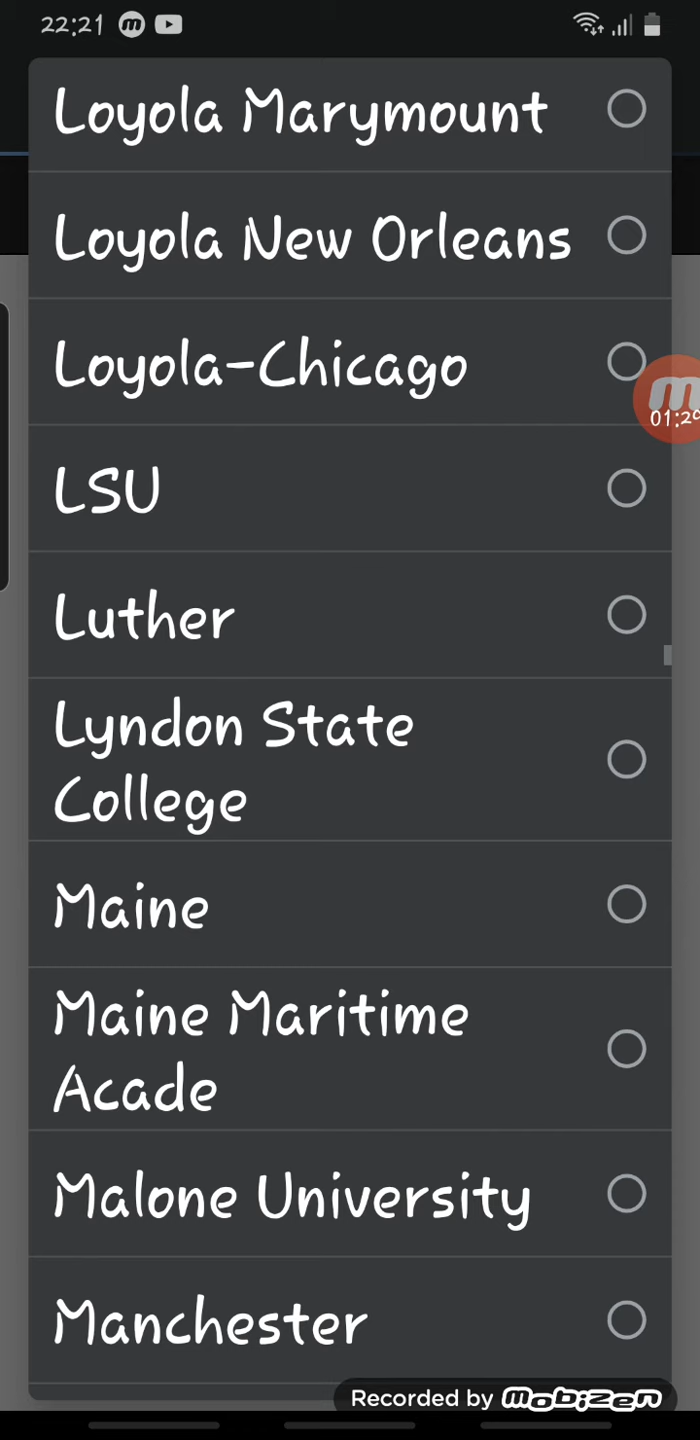 22:21
Loyola Marymount
Loyola New Orleans
Loyola-Chicago
01:29
LSU
Luther
Lyndon State
College
Maine
Maine Maritime
Acade
Malone University
Manchester
Recorded by mobizen